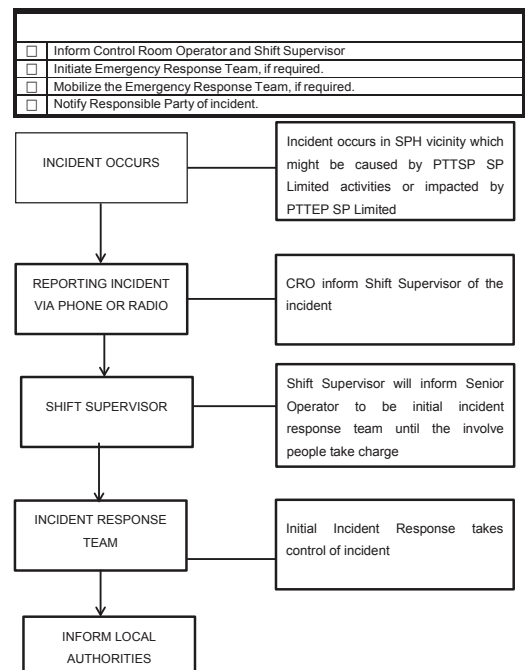 ☐ Inform Control Room Operator and Shift Supervisor
☐ Initiate Emergency Response Team, if required.
☐ Mobilize the Emergency Response Team, if required.
☐ Notify Responsible Party of incident.
INCIDENT OCCURS
Incident occurs in SPH vicinity which
might be caused by PTTSP SP
Limited activities or impacted by
PTTEP SP Limited
REPORTING INCIDENT
VIA PHONE OR RADIO
CRO inform Shift Supervisor of the
incident
SHIFT SUPERVISOR
Shift Supervisor will inform Senior
Operator to be initial incident
response team until the involve
people take charge
INCIDENT RESPONSE
TEAM
Initial Incident Response takes
control of incident
INFORM LOCAL
AUTHORITIES